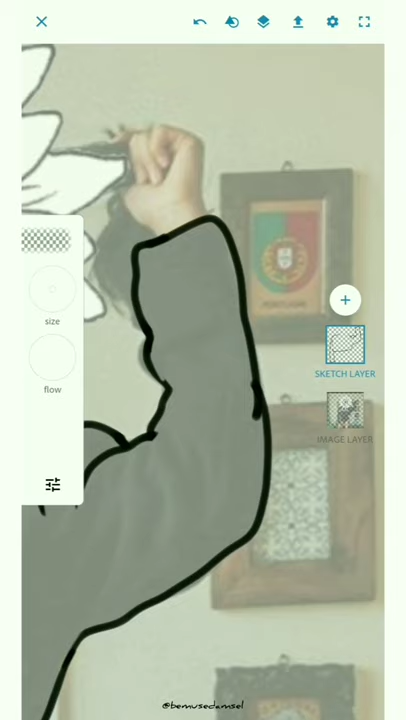 PORTUGAL
SKETCH LAYER
size
flow
IMAGE LAYER
@bemusedamsel